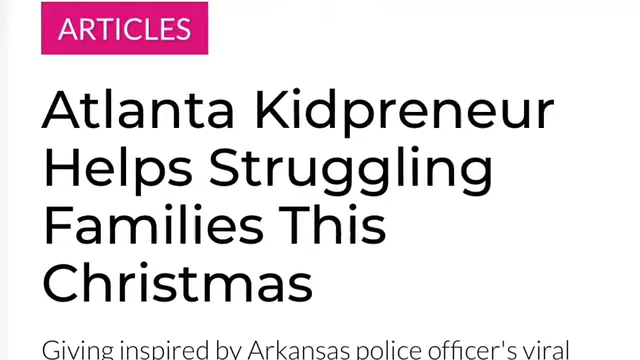 ARTICLES
Atlanta Kidpreneur
Helps Struggling
Families This
Christmas
Giving inspired by Arkansas police officer's viral